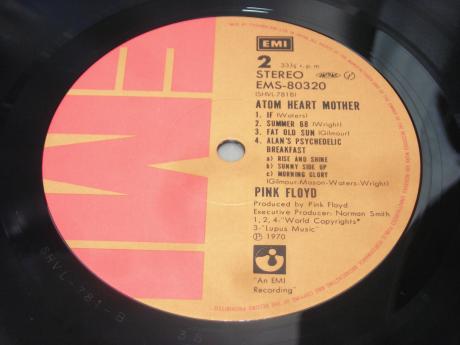 EMI
EMI
2
33⅓ r.p.m
STEREO
EMS-80320
(SHVL-781B)
ATOM HEART MOTHER
1. IF (Waters)
2. SUMMER 68 (Wright)
3. FAT OLD SUN (Gilmour)
4. ALAN'S PSYCHEDELIC
BREAKFAST
a) RISE AND SHINE
b) SUNNY SIDE UP
c) MORNING GLORY
(Gilmour-Mason-Waters-Wright)
PINK FLOYD
Produced by Pink Floyd
Executive Producer: Norman Smith
1, 2, 4-"World Copyrights"
3-"Lupus Music"
℗ 1970
"An EMI
Recording"
SHVL-781-B